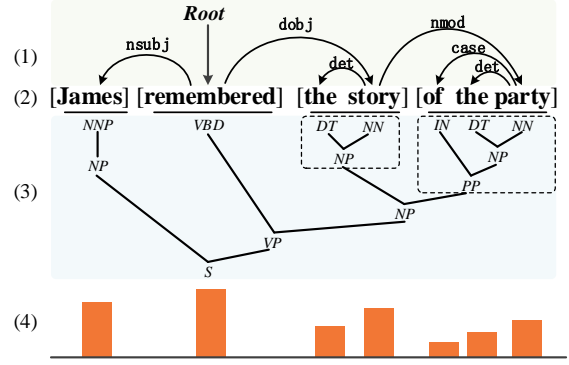 Root
nsubj dobj nmod
(1) det case det
(2) [James] [remembered] [the story] [of the party]
NNP VBD DT NN IN DT NN
NP NP NP
(3) PP
NP
VP
S
(4)